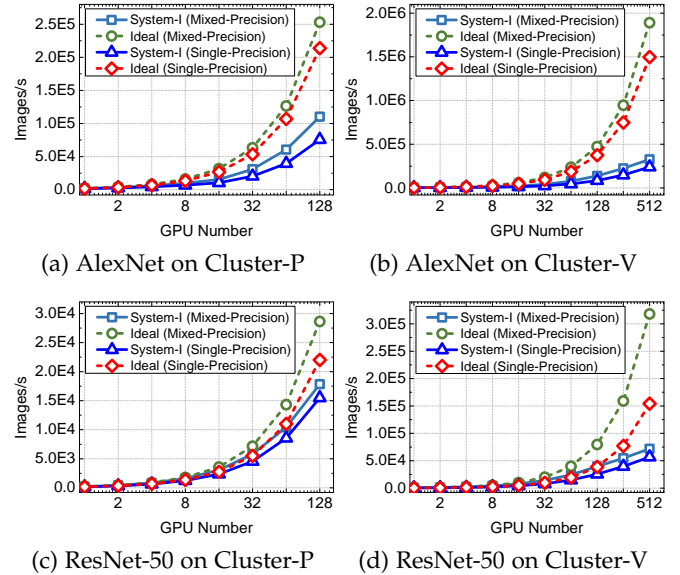 2.5E5
2.0E5
1.5E5
1.0E5
5.0E4
0.0
Images/s
System-I (Mixed-Precision)
Ideal (Mixed-Precision)
System-I (Single-Precision)
Ideal (Single-Precision)
2 8 32 128
GPU Number
(a) AlexNet on Cluster-P
2.0E6
1.5E6
1.0E6
5.0E5
0.0
Images/s
System-I (Mixed-Precision)
Ideal (Mixed-Precision)
System-I (Single-Precision)
Ideal (Single-Precision)
2 8 32 128 512
GPU Number
(b) AlexNet on Cluster-V
3.0E4
2.5E4
2.0E4
1.5E4
1.0E4
5.0E3
0.0
Images/s
System-I (Mixed-Precision)
Ideal (Mixed-Precision)
System-I (Single-Precision)
Ideal (Single-Precision)
2 8 32 128
GPU Number
(c) ResNet-50 on Cluster-P
3.0E5
2.5E5
2.0E5
1.5E5
1.0E5
5.0E4
0.0
Images/s
System-I (Mixed-Precision)
Ideal (Mixed-Precision)
System-I (Single-Precision)
Ideal (Single-Precision)
2 8 32 128 512
GPU Number
(d) ResNet-50 on Cluster-V